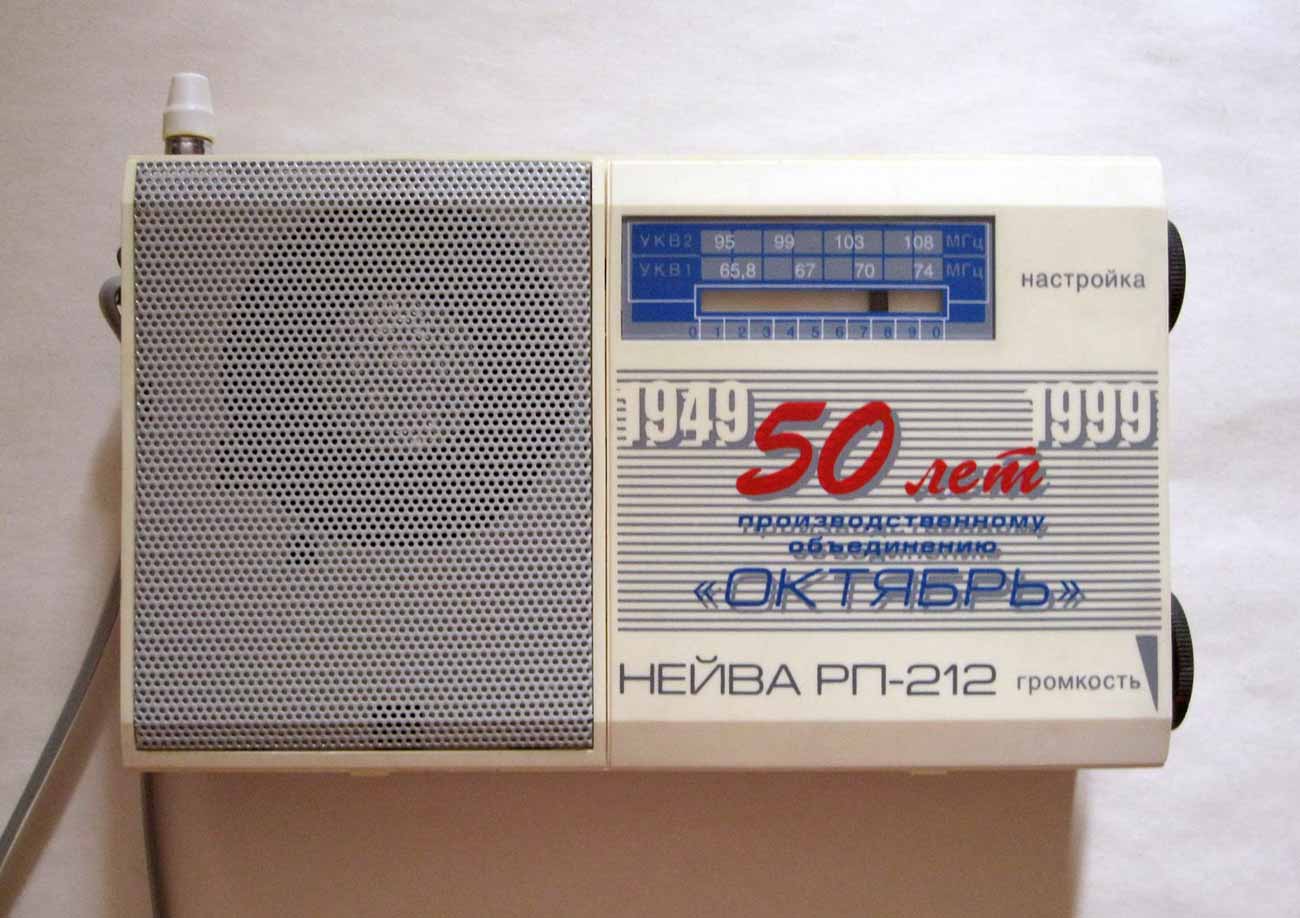 УКВ2 95 99 103 108 МГц
УКВ1 65,8 67 70 74 МГц
0 1 2 3 4 5 6 7 8 9 0
настройка
1949 50 лет 1999
производственному
объединению
«ОКТЯБРЬ»
НЕЙВА РП-212 громкость